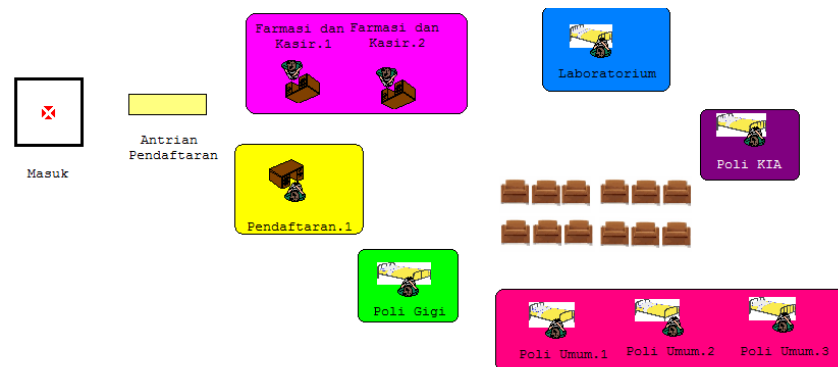 Farmasi dan
Kasir.1
Farmasi dan
Kasir.2
Laboratorium
Antrian
Pendaftaran
Masuk
Poli KIA
Pendaftaran.1
Poli Gigi
Poli Umum.1
Poli Umum.2
Poli Umum.3